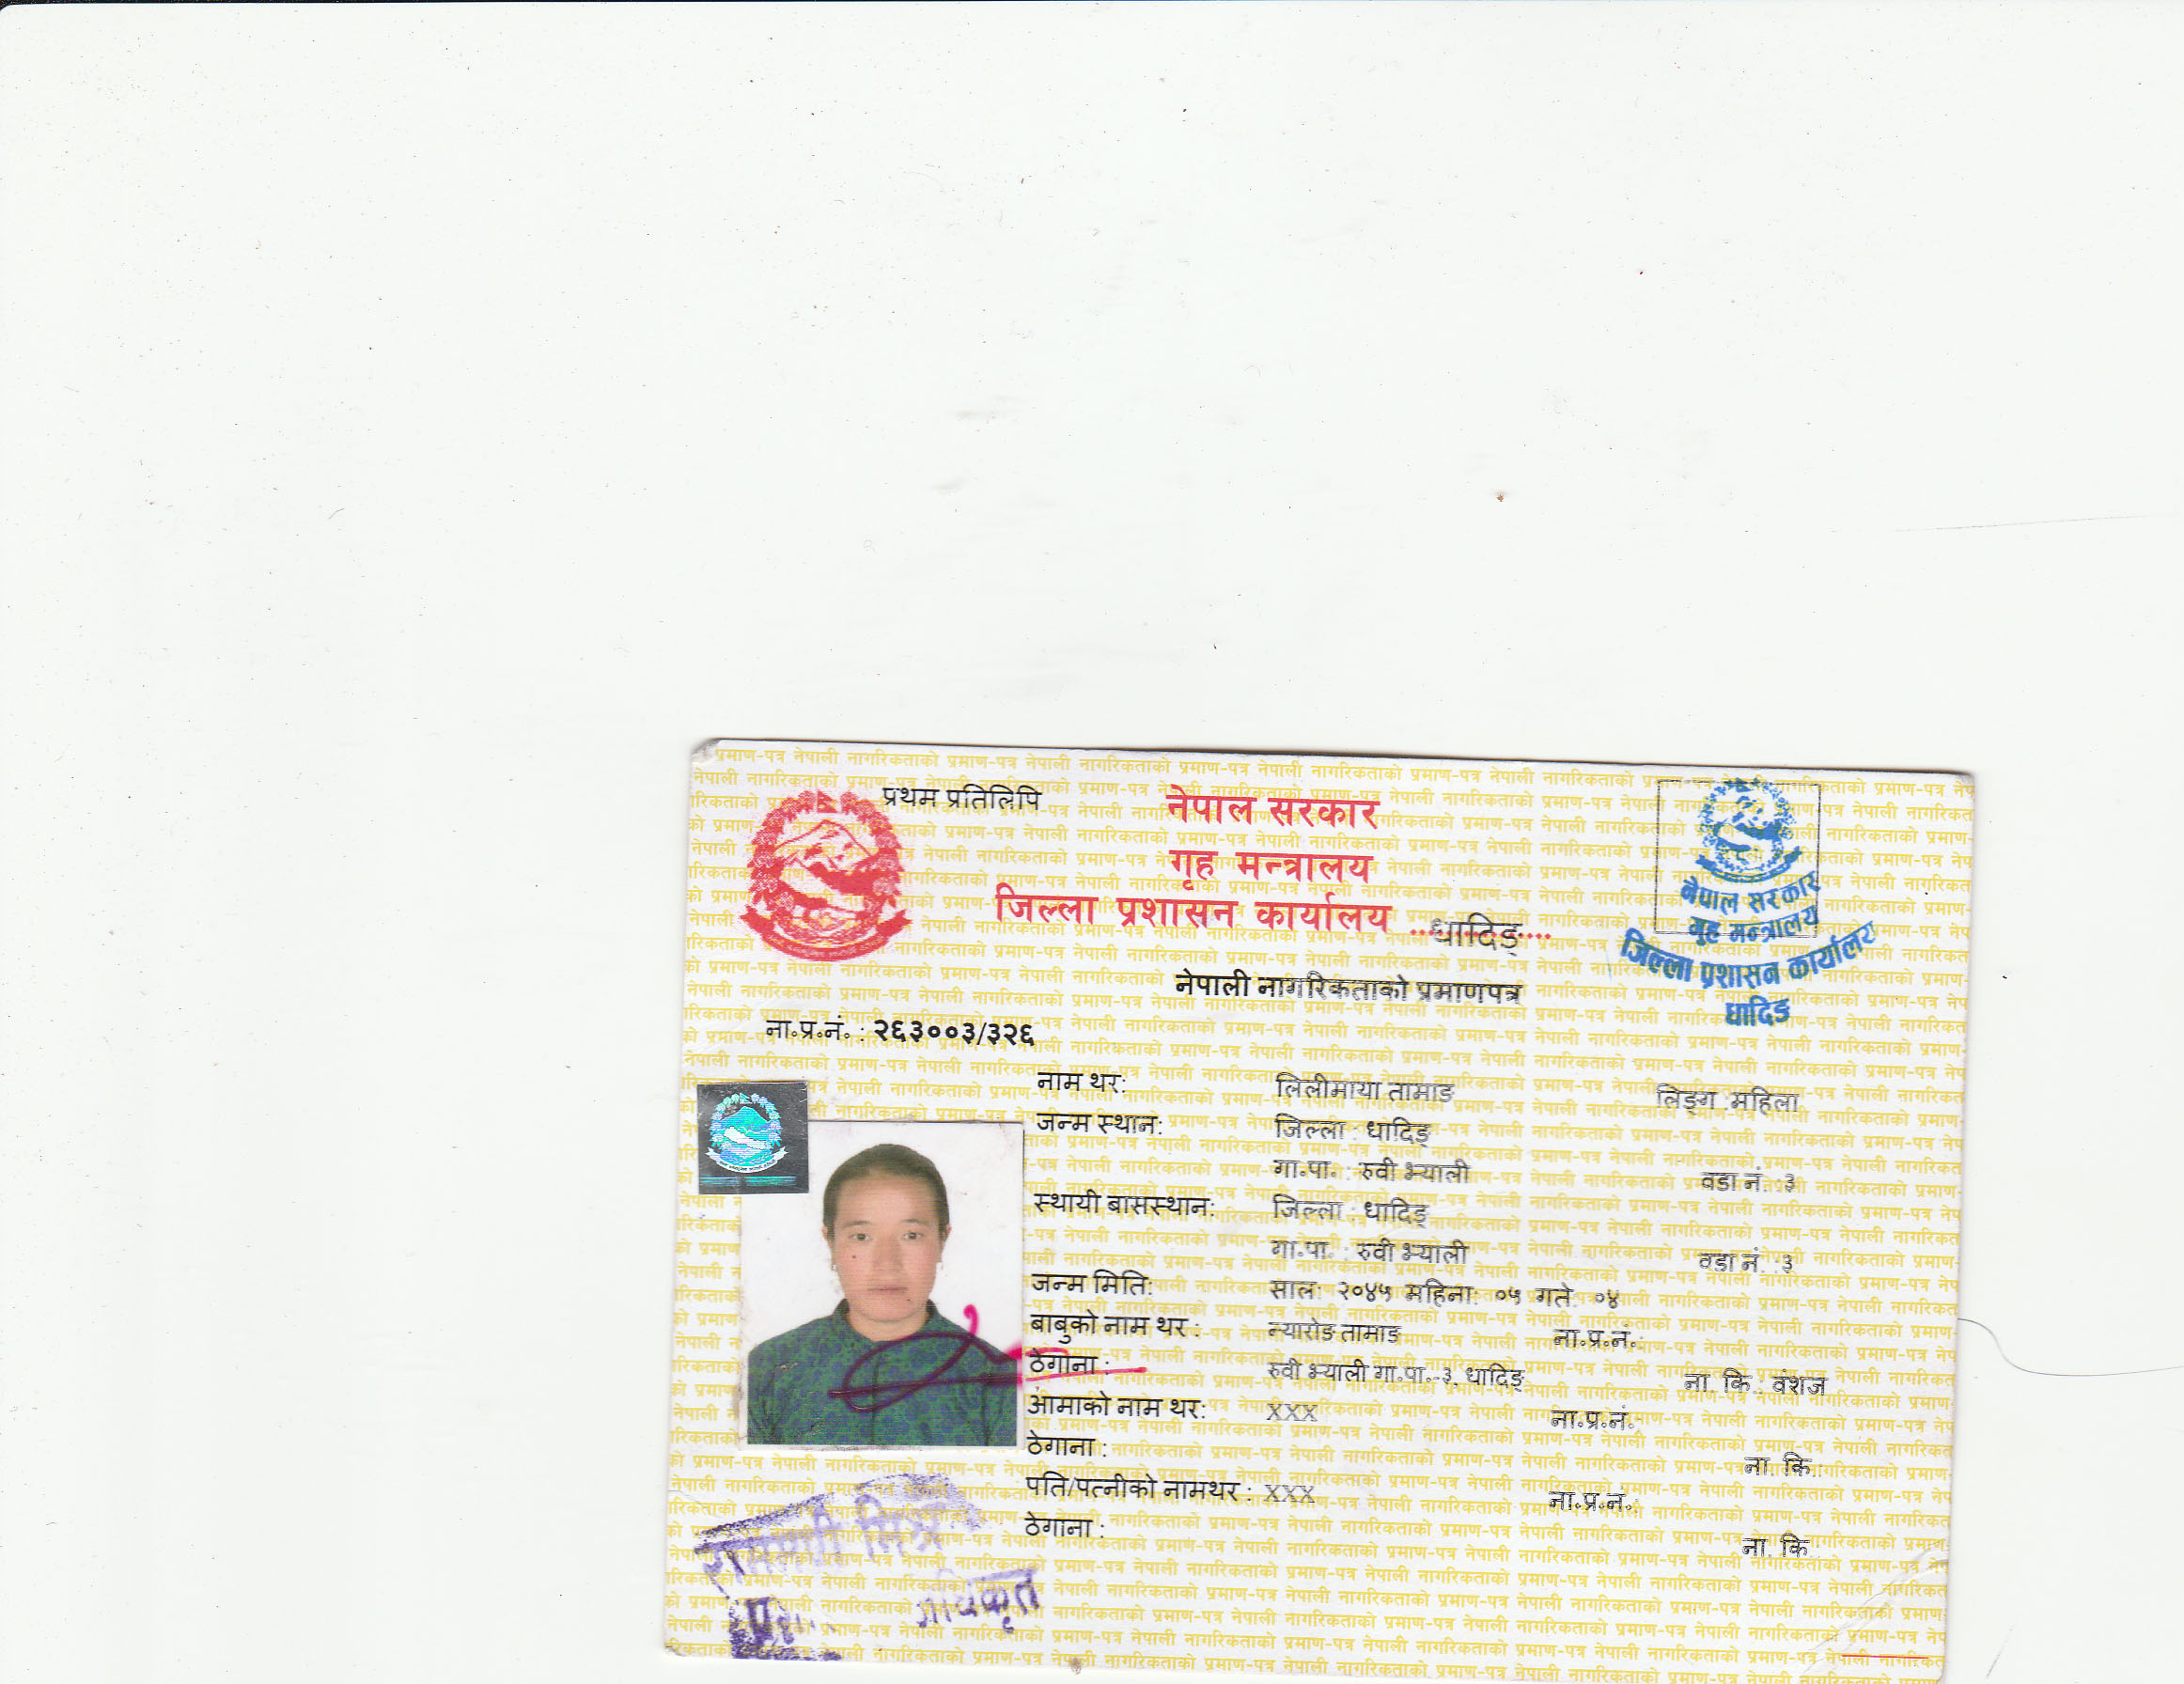 प्रथम प्रतिलिपि
नेपाल सरकार
गृह मन्त्रालय
जिल्ला प्रशासन कार्यालय धादिङ्
नेपाल सरकार
गृह मन्त्रालय
जिल्ला प्रशासन कार्यालय
धादिङ
नेपाली नागरिकताको प्रमाणपत्र
ना.प्र.नं. : २६३००३/३२६
नाम थर: लिलीमाया तामाङ लिङ्ग : महिला
जन्म स्थान: जिल्ला : धादिङ्
गा.पा. : रुवी भ्याली वडा नं. : ३
स्थायी बासस्थान: जिल्ला : धादिङ्
गा.पा. : रुवी भ्याली वडा नं. : ३
जन्म मिति: साल: २०४५ महिना: ०५ गते: ०४
बाबुको नाम थर : तामाङ ना.प्र.नं.:
ठेगाना : रुवी भ्याली गा.पा.-३, धादिङ् ना. कि.: वंशज
आमाको नाम थर: XXX ना.प्र.नं.:
ठेगाना : ना. कि.:
पति/पत्नीको नामथर : XXX ना.प्र.नं.:
ठेगाना : ना. कि.:
अधिकृत